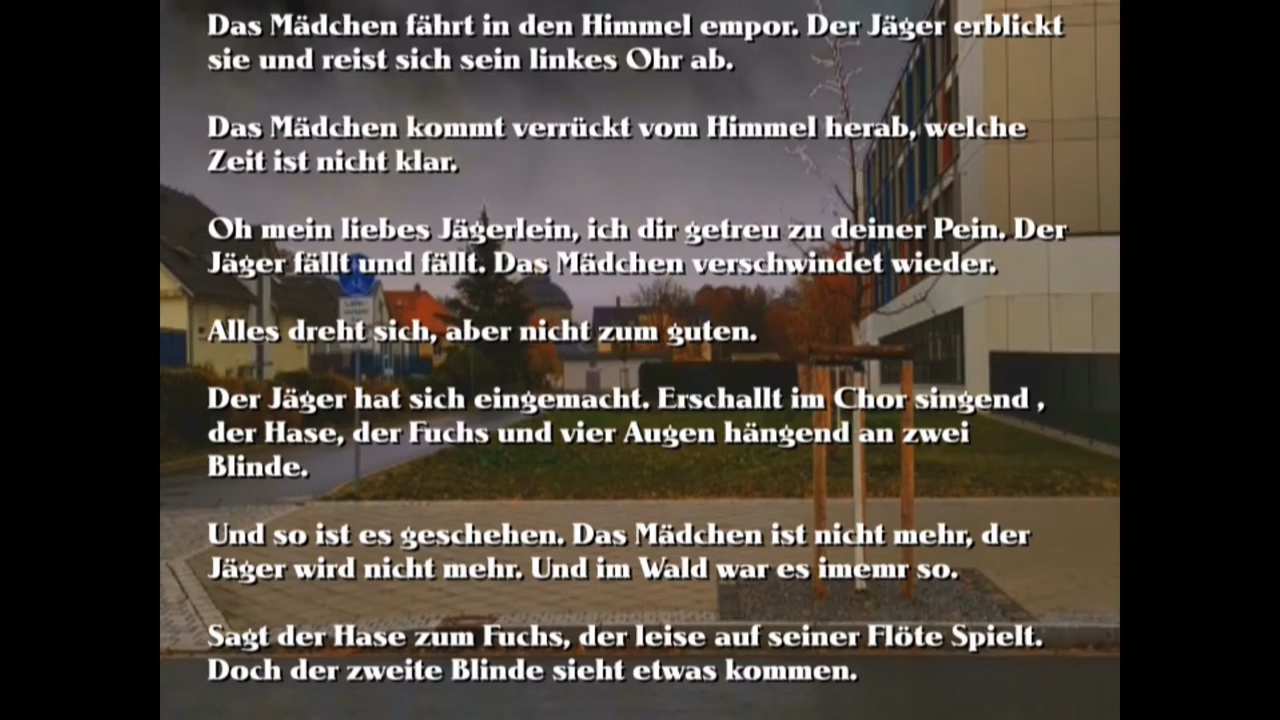 Das Mädchen fährt in den Himmel empor. Der Jäger erblickt
sie und reist sich sein linkes Ohr ab.
Das Mädchen kommt verrückt vom Himmel herab, welche
Zeit ist nicht klar.
Oh mein liebes Jägerlein, ich dir getreu zu deiner Pein. Der
Jäger fällt und fällt. Das Mädchen verschwindet wieder.
Alles dreht sich, aber nicht zum guten.
Der Jäger hat sich eingemacht. Erschallt im Chor singend ,
der Hase, der Fuchs und vier Augen hängend an zwei
Blinde.
Und so ist es geschehen. Das Mädchen ist nicht mehr, der
Jäger wird nicht mehr. Und im Wald war es imemr so.
Sagt der Hase zum Fuchs, der leise auf seiner Flöte Spielt.
Doch der zweite Blinde sieht etwas kommen.